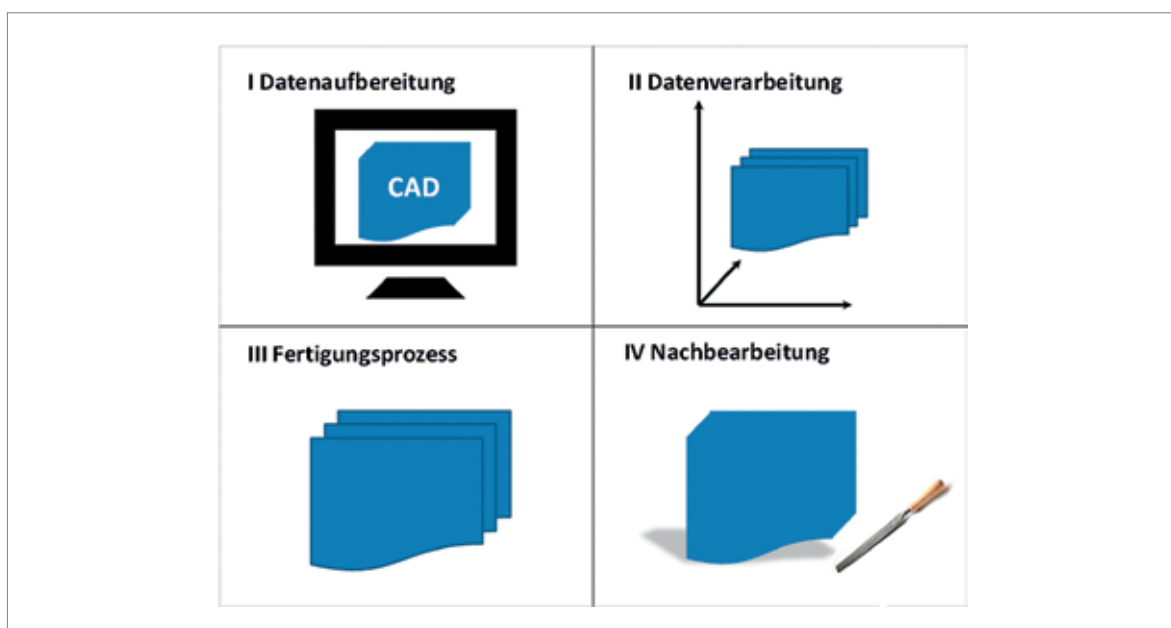 I Datenaufbereitung
CAD
II Datenverarbeitung
III Fertigungsprozess
IV Nachbearbeitung